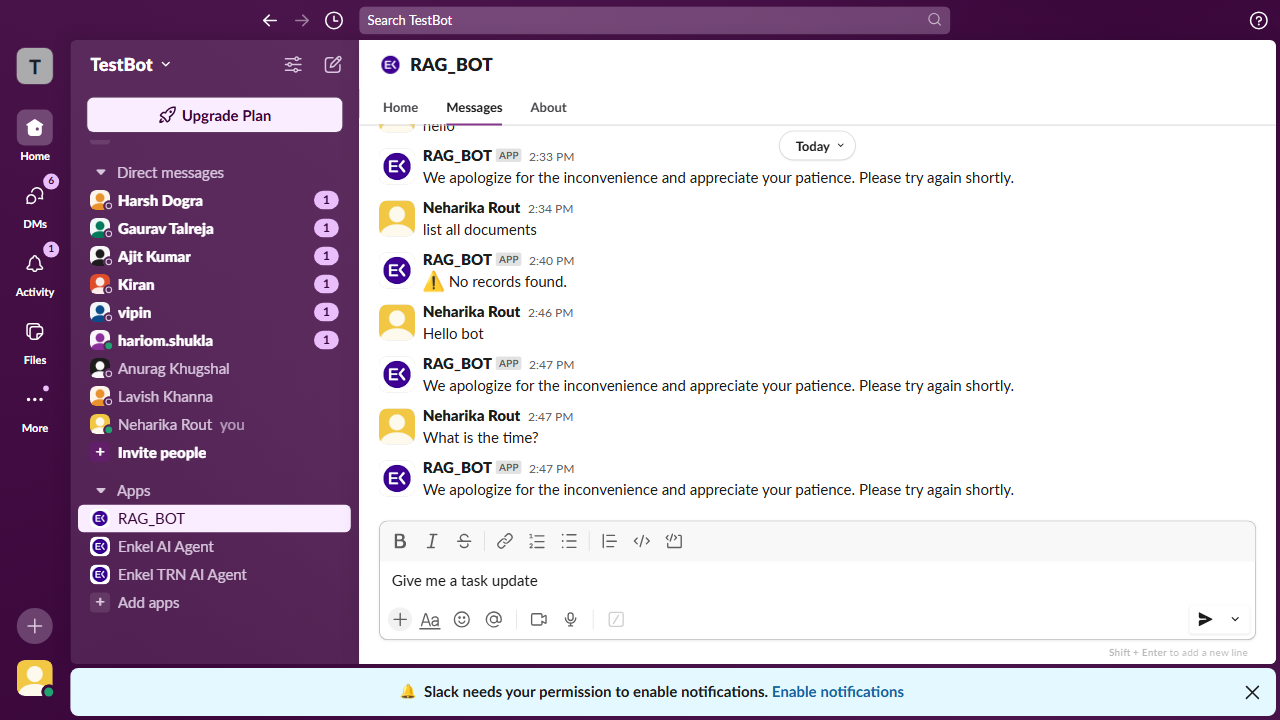 Search TestBot
T
TestBot
RAG_BOT
Home Messages About
Upgrade Plan
Home
6
DMs
1
Activity
Files
More
Direct messages
Harsh Dogra 1
Gaurav Talreja 1
Ajit Kumar 1
Kiran 1
vipin 1
hariom.shukla 1
Anurag Khugshal
Lavish Khanna
Neharika Rout you
Invite people
Apps
RAG_BOT
Enkel AI Agent
Enkel TRN AI Agent
Add apps
hello
Today
RAG_BOT APP 2:33 PM
We apologize for the inconvenience and appreciate your patience. Please try again shortly.
Neharika Rout 2:34 PM
list all documents
RAG_BOT APP 2:40 PM
No records found.
Neharika Rout 2:46 PM
Hello bot
RAG_BOT APP 2:47 PM
We apologize for the inconvenience and appreciate your patience. Please try again shortly.
Neharika Rout 2:47 PM
What is the time?
RAG_BOT APP 2:47 PM
We apologize for the inconvenience and appreciate your patience. Please try again shortly.
Give me a task update
Shift + Enter to add a new line
Slack needs your permission to enable notifications. Enable notifications